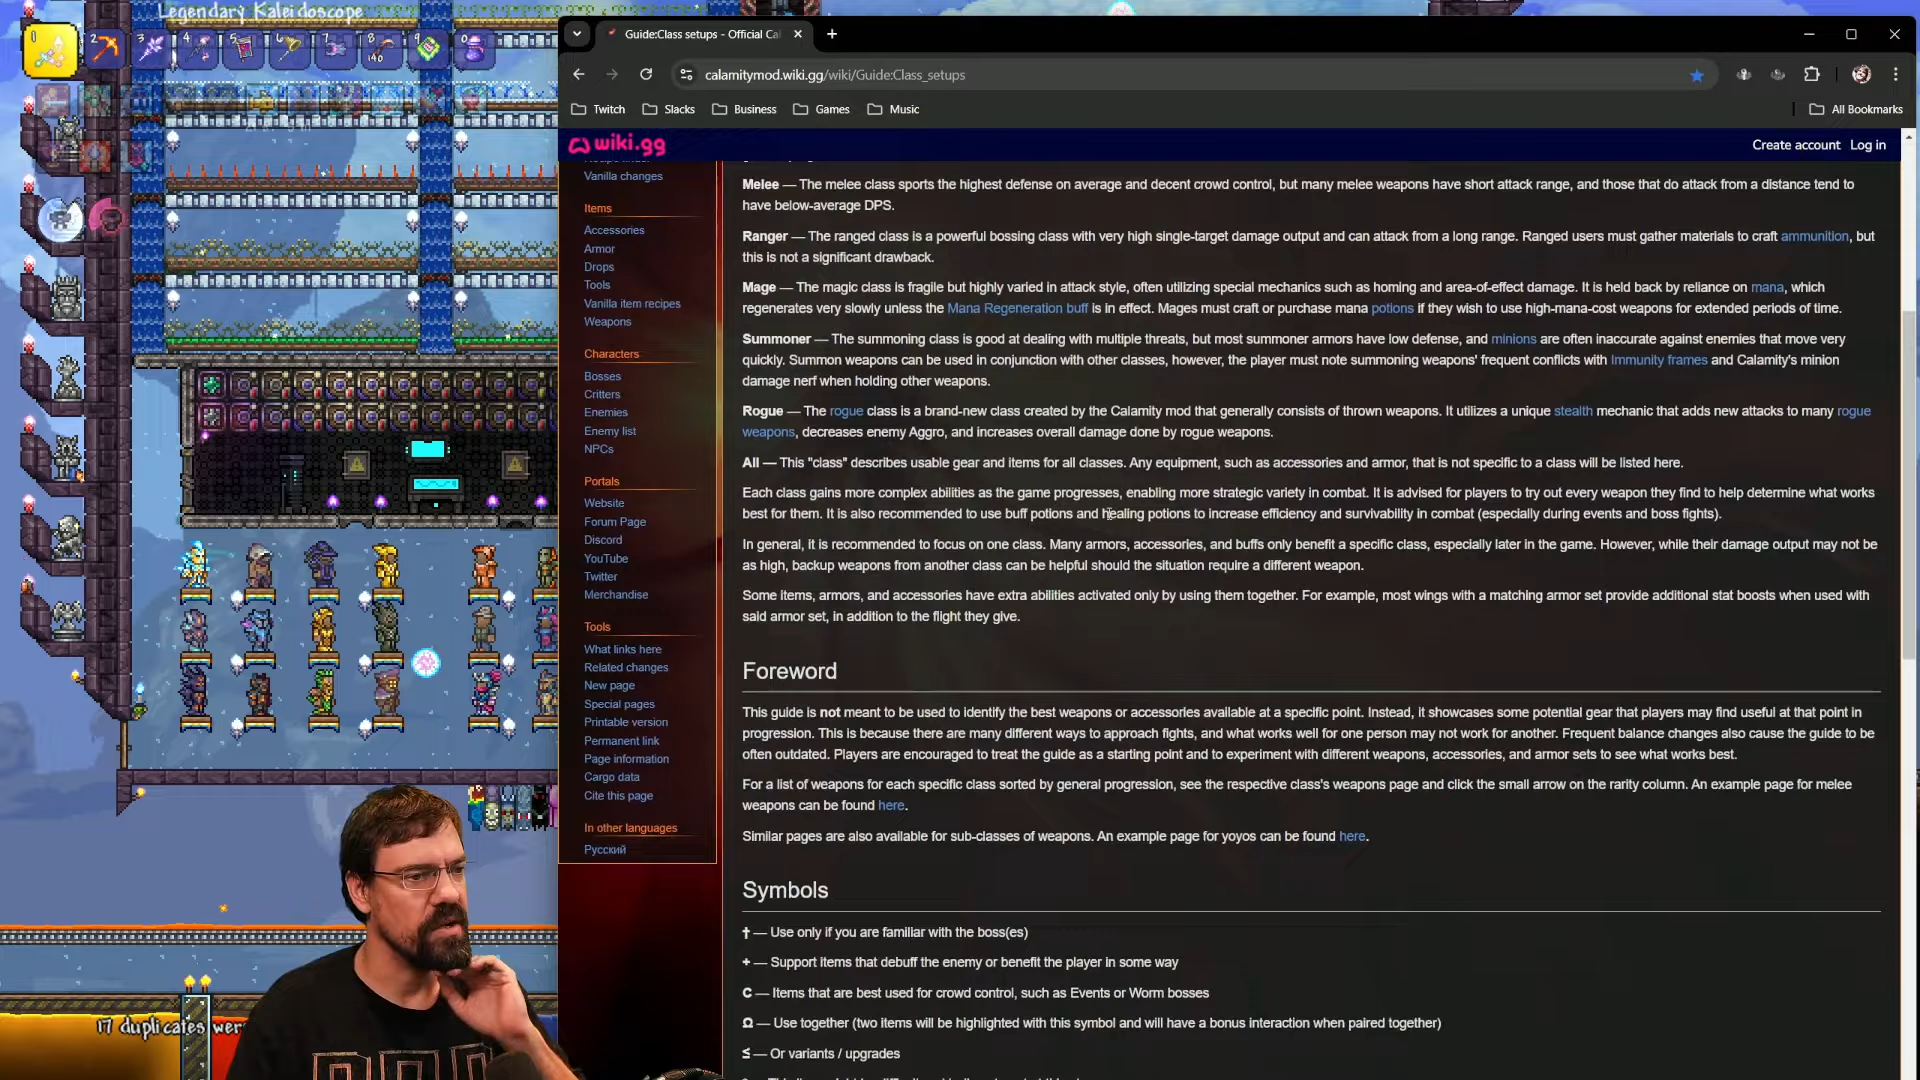 Legendary Kaleidoscope
1
2
3
4
5
6
7
8
9
0
140
17 duplicates wer
Guide:Class setups - Official Cal
calamitymod.wiki.gg/wiki/Guide:Class_setups
Twitch
Slacks
Business
Games
Music
All Bookmarks
wiki.gg
Create account
Log in
Vanilla changes
Items
Accessories
Armor
Drops
Tools
Vanilla item recipes
Weapons
Characters
Bosses
Critters
Enemies
Enemy list
NPCs
Portals
Website
Forum Page
Discord
YouTube
Twitter
Merchandise
Tools
What links here
Related changes
New page
Special pages
Printable version
Permanent link
Page information
Cargo data
Cite this page
In other languages
Русский
Melee — The melee class sports the highest defense on average and decent crowd control, but many melee weapons have short attack range, and those that do attack from a distance tend to
have below-average DPS.
Ranger — The ranged class is a powerful bossing class with very high single-target damage output and can attack from a long range. Ranged users must gather materials to craft ammunition, but
this is not a significant drawback.
Mage — The magic class is fragile but highly varied in attack style, often utilizing special mechanics such as homing and area-of-effect damage. It is held back by reliance on mana, which
regenerates very slowly unless the Mana Regeneration buff is in effect. Mages must craft or purchase mana potions if they wish to use high-mana-cost weapons for extended periods of time.
Summoner — The summoning class is good at dealing with multiple threats, but most summoner armors have low defense, and minions are often inaccurate against enemies that move very
quickly. Summon weapons can be used in conjunction with other classes, however, the player must note summoning weapons' frequent conflicts with Immunity frames and Calamity's minion
damage nerf when holding other weapons.
Rogue — The rogue class is a brand-new class created by the Calamity mod that generally consists of thrown weapons. It utilizes a unique stealth mechanic that adds new attacks to many rogue
weapons, decreases enemy Aggro, and increases overall damage done by rogue weapons.
All — This "class" describes usable gear and items for all classes. Any equipment, such as accessories and armor, that is not specific to a class will be listed here.
Each class gains more complex abilities as the game progresses, enabling more strategic variety in combat. It is advised for players to try out every weapon they find to help determine what works
best for them. It is also recommended to use buff potions and healing potions to increase efficiency and survivability in combat (especially during events and boss fights).
In general, it is recommended to focus on one class. Many armors, accessories, and buffs only benefit a specific class, especially later in the game. However, while their damage output may not be
as high, backup weapons from another class can be helpful should the situation require a different weapon.
Some items, armors, and accessories have extra abilities activated only by using them together. For example, most wings with a matching armor set provide additional stat boosts when used with
said armor set, in addition to the flight they give.
Foreword
This guide is not meant to be used to identify the best weapons or accessories available at a specific point. Instead, it showcases some potential gear that players may find useful at that point in
progression. This is because there are many different ways to approach fights, and what works well for one person may not work for another. Frequent balance changes also cause the guide to be
often outdated. Players are encouraged to treat the guide as a starting point and to experiment with different weapons, accessories, and armor sets to see what works best.
For a list of weapons for each specific class sorted by general progression, see the respective class's weapons page and click the small arrow on the rarity column. An example page for melee
weapons can be found here.
Similar pages are also available for sub-classes of weapons. An example page for yoyos can be found here.
Symbols
† — Use only if you are familiar with the boss(es)
+ — Support items that debuff the enemy or benefit the player in some way
C — Items that are best used for crowd control, such as Events or Worm bosses
Ω — Use together (two items will be highlighted with this symbol and will have a bonus interaction when paired together)
≤ — Or variants / upgrades